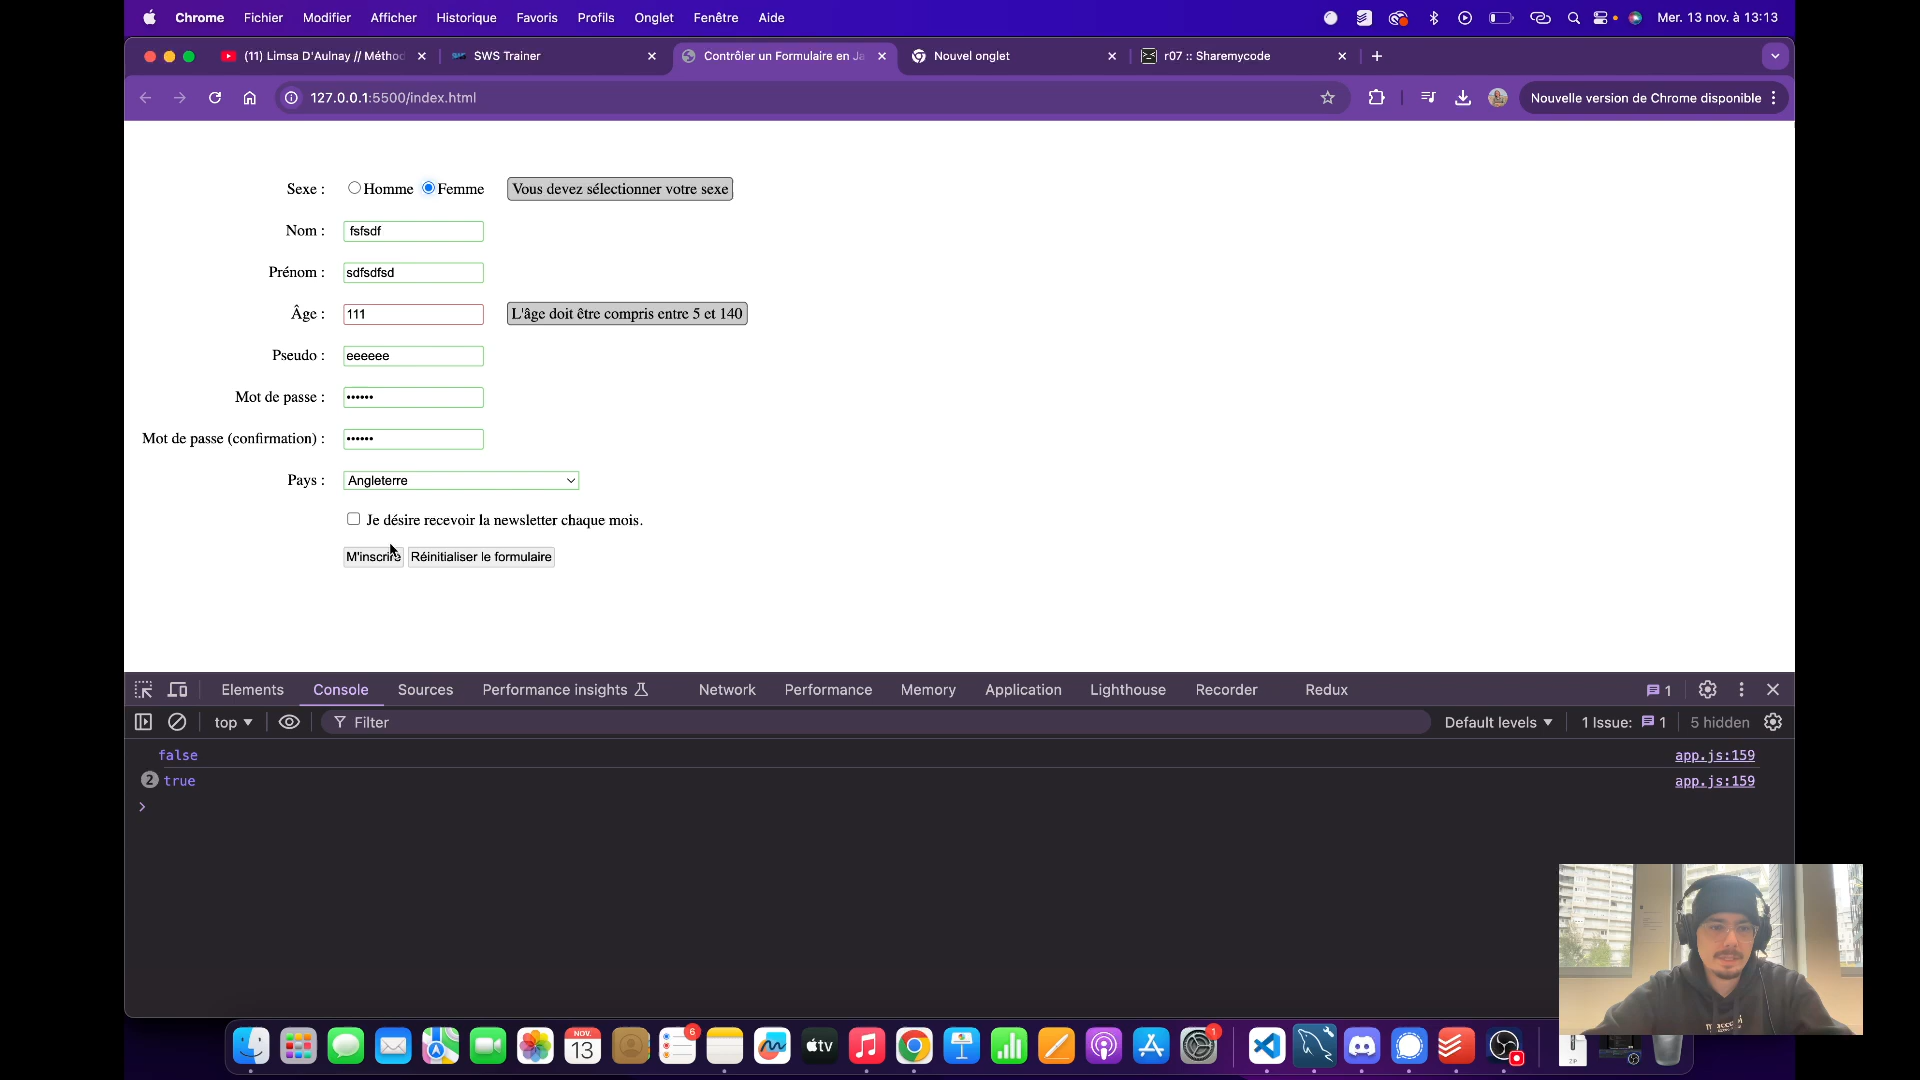 Chrome Fichier Modifier Afficher Historique Favoris Profils Onglet Fenêtre Aide Mer. 13 nov. à 13:13
(11) Limsa D'Aulnay // Métho SWS Trainer Contrôler un Formulaire en Ja Nouvel onglet r07 :: Sharemycode
127.0.0.1:5500/index.html Nouvelle version de Chrome disponible
Sexe : Homme Femme Vous devez sélectionner votre sexe
Nom : fsfsdf
Prénom : sdfsdfsd
Âge : 111 L'âge doit être compris entre 5 et 140
Pseudo : eeeeee
Mot de passe : ••••••
Mot de passe (confirmation) : ••••••
Pays : Angleterre
Je désire recevoir la newsletter chaque mois.
M'inscrire Réinitialiser le formulaire
Elements Console Sources Performance insights Network Performance Memory Application Lighthouse Recorder Redux 1
top Filter Default levels 1 Issue: 1 5 hidden
false app.js:159
2 true app.js:159
6 NOV. 13 tv 1